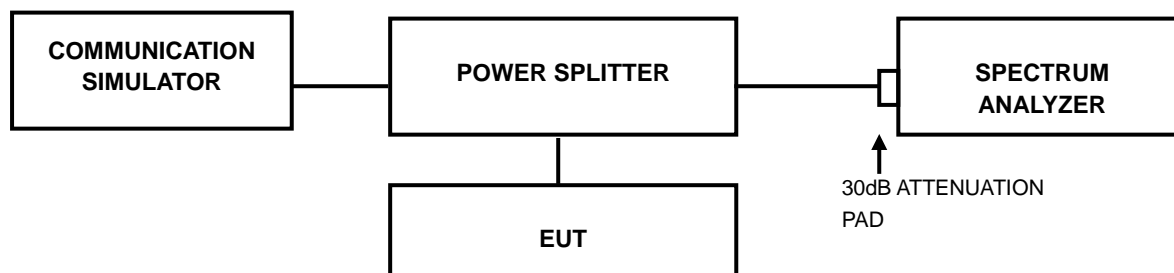 COMMUNICATION
SIMULATOR
POWER SPLITTER
SPECTRUM
ANALYZER
30dB ATTENUATION
PAD
EUT